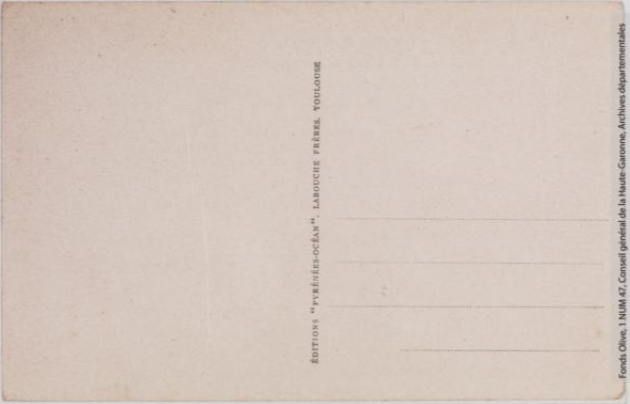 ÉDITIONS "PYRÉNÉES-OCÉAN", LABOUCHE FRÈRES, TOULOUSE
Fonds Olive, 1 NUM 47, Conseil général de la Haute-Garonne, Archives départementales